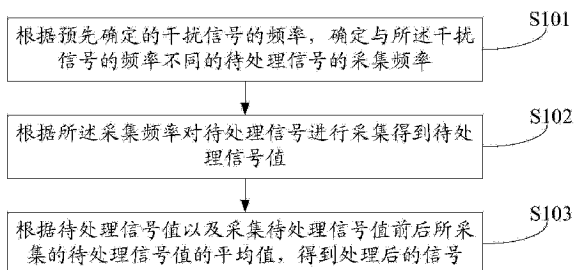 S101
根据预先确定的干扰信号的频率，确定与所述干扰
信号的频率不同的待处理信号的采集频率
S102
根据所述采集频率对待处理信号进行采集得到待处
理信号值
S103
根据待处理信号值以及采集待处理信号值前后所采
集的待处理信号值的平均值，得到处理后的信号